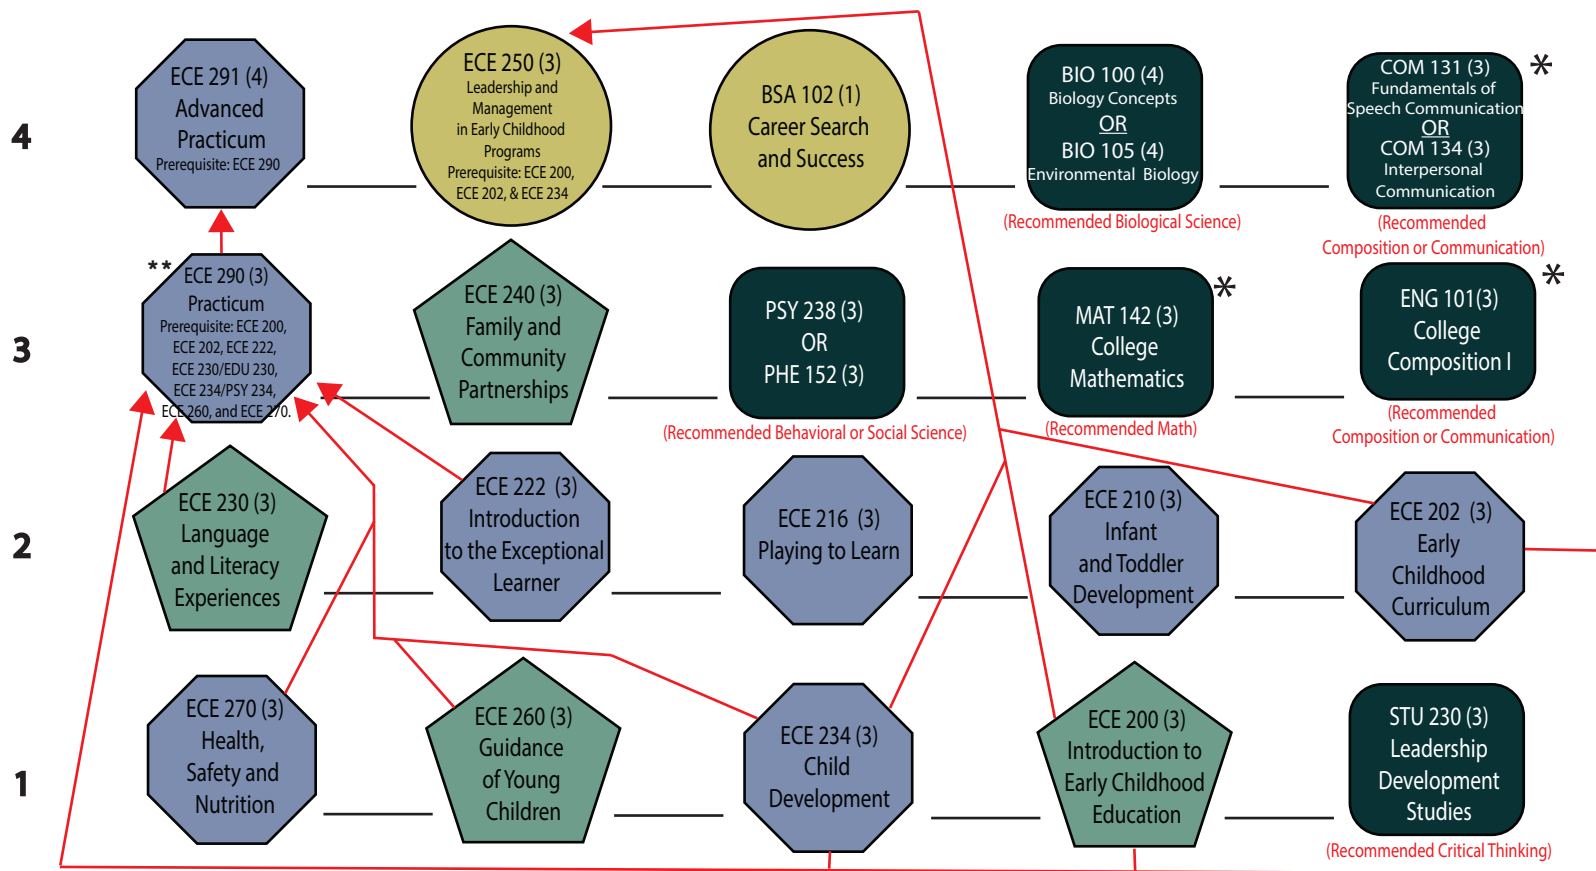 4
ECE 291 (4)
Advanced
Practicum
Prerequisite: ECE 290
ECE 250 (3)
Leadership and
Management
in Early Childhood
Programs
Prerequisite: ECE 200,
ECE 202, & ECE 234
BSA 102 (1)
Career Search
and Success
BIO 100 (4)
Biology Concepts
OR
BIO 105 (4)
Environmental Biology
(Recommended Biological Science)
*
COM 131 (3)
Fundamentals of
Speech Communication
OR
COM 134 (3)
Interpersonal
Communication
(Recommended
Composition or Communication)
3
**
ECE 290 (3)
Practicum
Prerequisite: ECE 200,
ECE 202, ECE 222,
ECE 230/EDU 230,
ECE 234/PSY 234,
ECE 260, and ECE 270.
ECE 240 (3)
Family and
Community
Partnerships
PSY 238 (3)
OR
PHE 152 (3)
(Recommended Behavioral or Social Science)
*
MAT 142 (3)
College
Mathematics
(Recommended Math)
*
ENG 101(3)
College
Composition I
(Recommended
Composition or Communication)
2
ECE 230 (3)
Language
and Literacy
Experiences
ECE 222 (3)
Introduction
to the Exceptional
Learner
ECE 216 (3)
Playing to Learn
ECE 210 (3)
Infant
and Toddler
Development
ECE 202 (3)
Early
Childhood
Curriculum
1
ECE 270 (3)
Health,
Safety and
Nutrition
ECE 260 (3)
Guidance
of Young
Children
ECE 234 (3)
Child
Development
ECE 200 (3)
Introduction to
Early Childhood
Education
STU 230 (3)
Leadership
Development
Studies
(Recommended Critical Thinking)